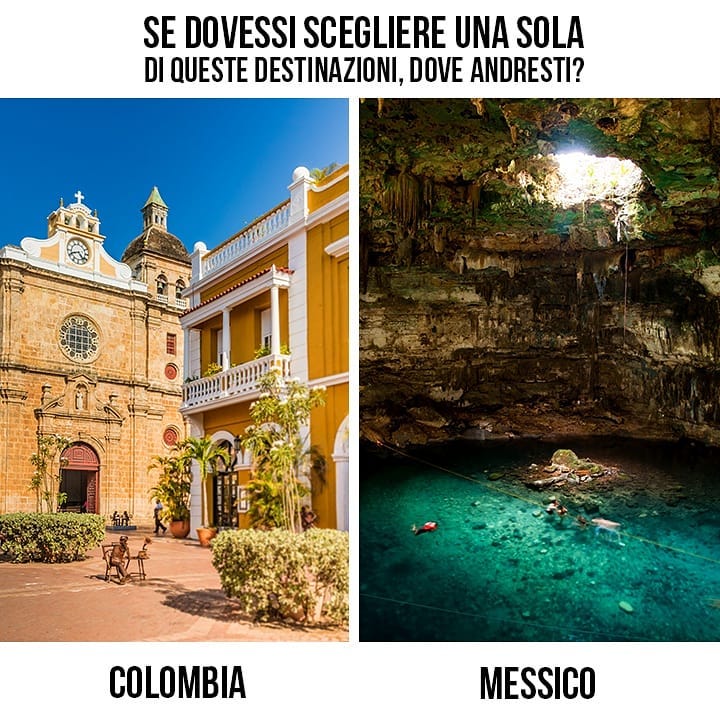 SE DOVESSI SCEGLIERE UNA SOLA
DI QUESTE DESTINAZIONI, DOVE ANDRESTI?
COLOMBIA
MESSICO